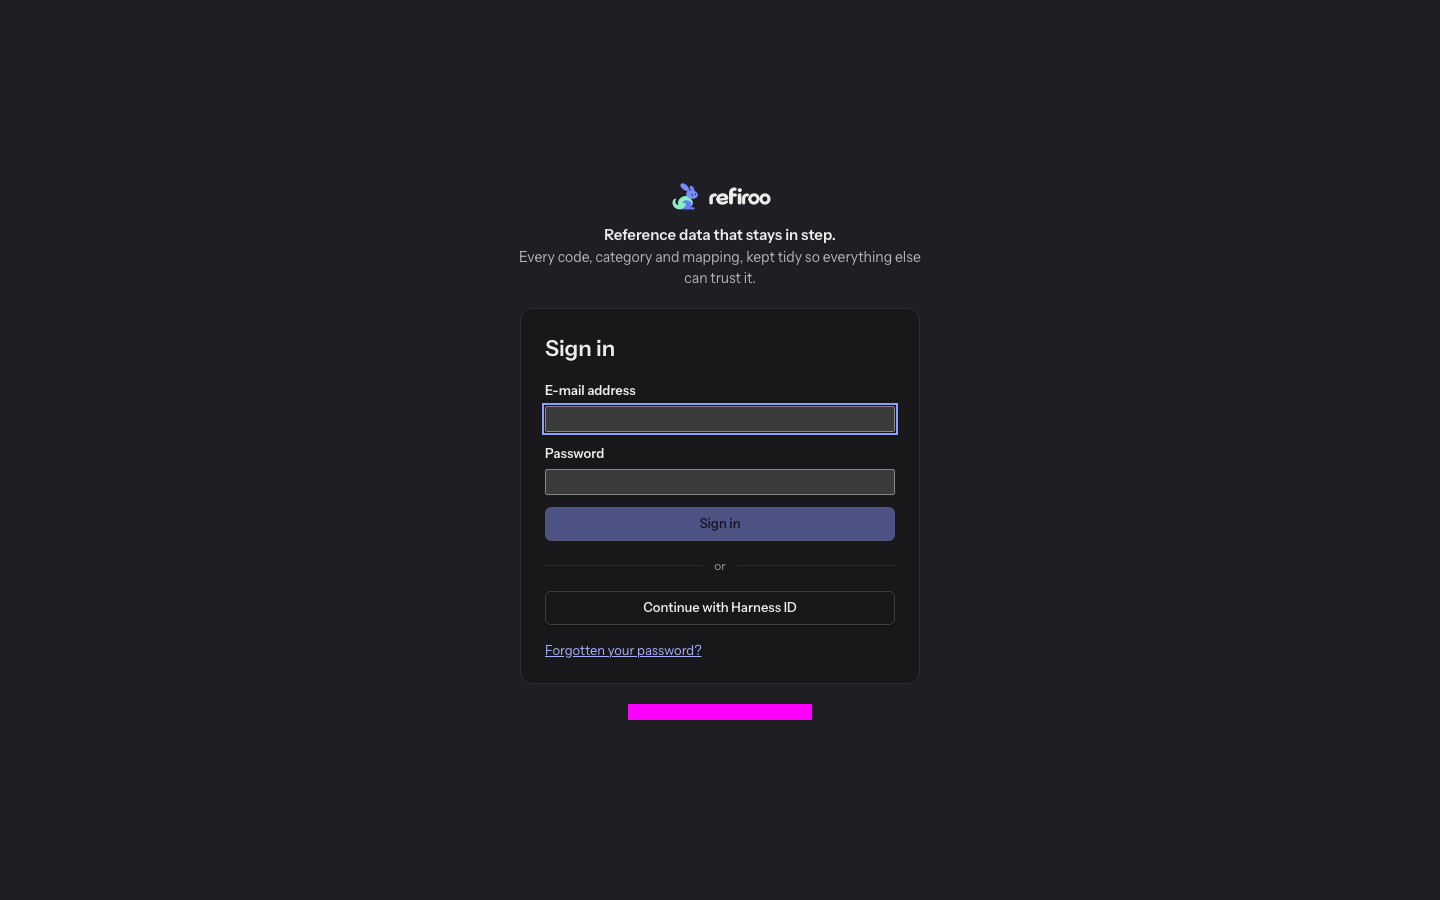 refiroo
Reference data that stays in step.
Every code, category and mapping, kept tidy so everything else
can trust it.
Sign in
E-mail address
Password
Sign in
or
Continue with Harness ID
Forgotten your password?